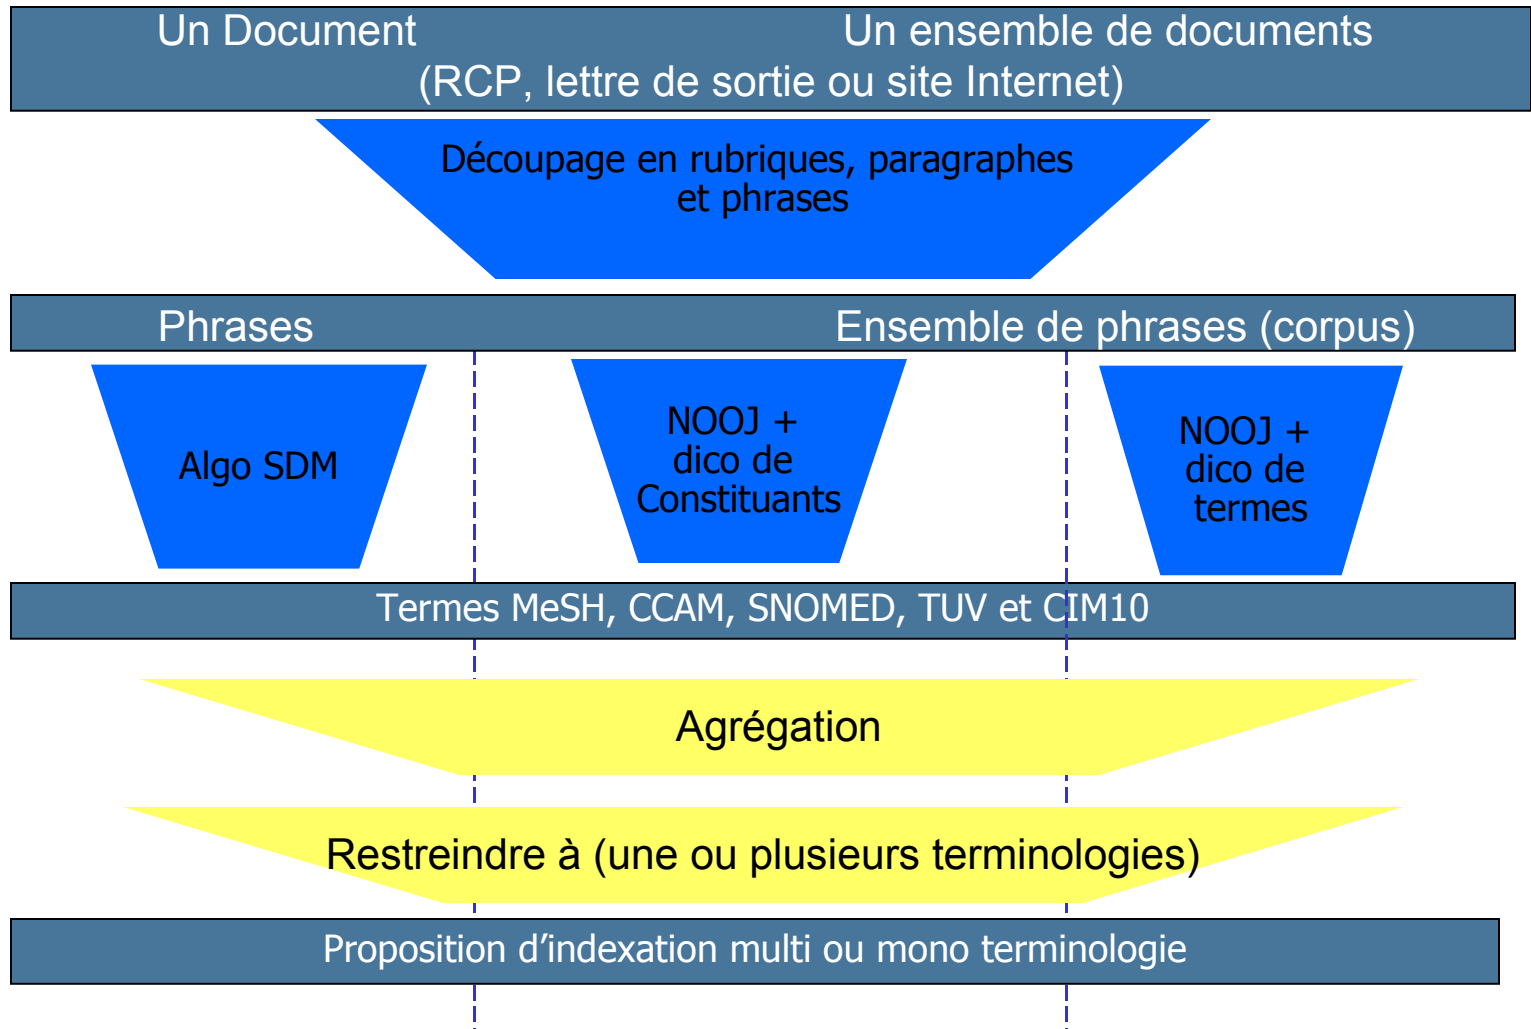 Un Document
Un ensemble de documents
(RCP, lettre de sortie ou site Internet)
Découpage en rubriques, paragraphes
et phrases
Phrases
Ensemble de phrases (corpus)
Algo SDM
NOOJ +
dico de
Constituants
NOOJ +
dico de
termes
Termes MeSH, CCAM, SNOMED, TUV et CIM10
Agrégation
Restreindre à (une ou plusieurs terminologies)
Proposition d’indexation multi ou mono terminologie